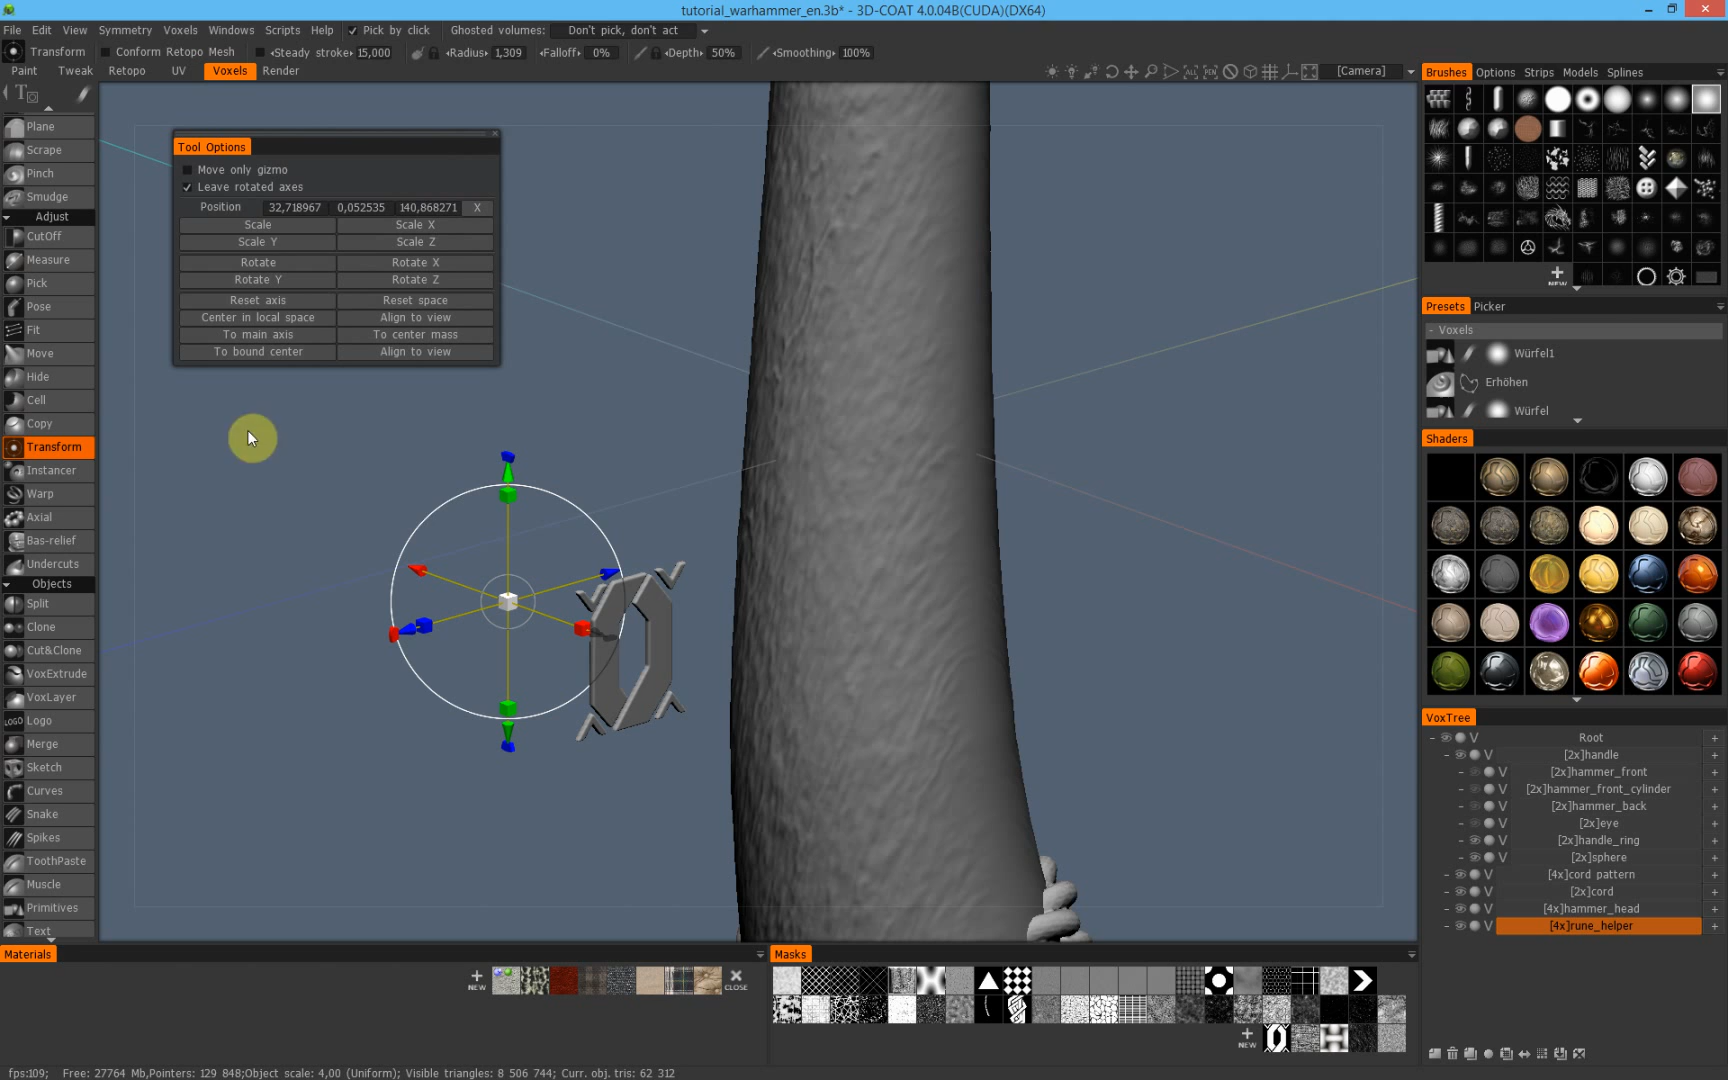 tutorial_warhammer_en.3b* - 3D-COAT 4.0.04B(CUDA)(DX64)
File Edit View Windows Symmetry Voxels Windows Scripts Help Pick by click Ghosted volumes: Don't pick, don't act
Transform Conform Retopo Mesh Steady stroke 15,000 Radius 1,309 Falloff 0% Depth 50% Smoothing 100%
Paint Tweak Retopo UV Voxels Render [Camera]
Brushes Options Strips Models Splines
Plane
Scrape
Pinch
Smudge
Adjust
CutOff
Measure
Pick
Pose
Fit
Move
Hide
Cell
Copy
Transform
Instancer
Warp
Axial
Bas-relief
Undercuts
Objects
Split
Clone
Cut&Clone
VoxExtrude
VoxLayer
LOGO Logo
Merge
Sketch
Curves
Snake
Spikes
ToothPaste
Muscle
Primitives
Text
Tool Options
Move only gizmo
Leave rotated axes
Position 32,718967 0,052535 140,868271 X
Scale Scale X
Scale Y Scale Z
Rotate Rotate X
Rotate Y Rotate Z
Reset axis Reset space
Center in local space Align to view
To main axis To center mass
To bound center Align to view
NEW
Presets Picker
- Voxels
Würfel1
Erhöhen
Würfel
Shaders
VoxTree
Root +
[2x]handle +
[2x]hammer_front +
[2x]hammer_front_cylinder +
[2x]hammer_back +
[2x]eye +
[2x]handle_ring +
[2x]sphere +
[4x]cord pattern +
[2x]cord +
[4x]hammer_head +
[4x]rune_helper +
Materials
NEW CLOSE
Masks
NEW
fps:109; Free: 27764 Mb,Pointers: 129 848;Object scale: 4,00 (Uniform); Visible triangles: 8 506 744; Curr. obj. tris: 62 312